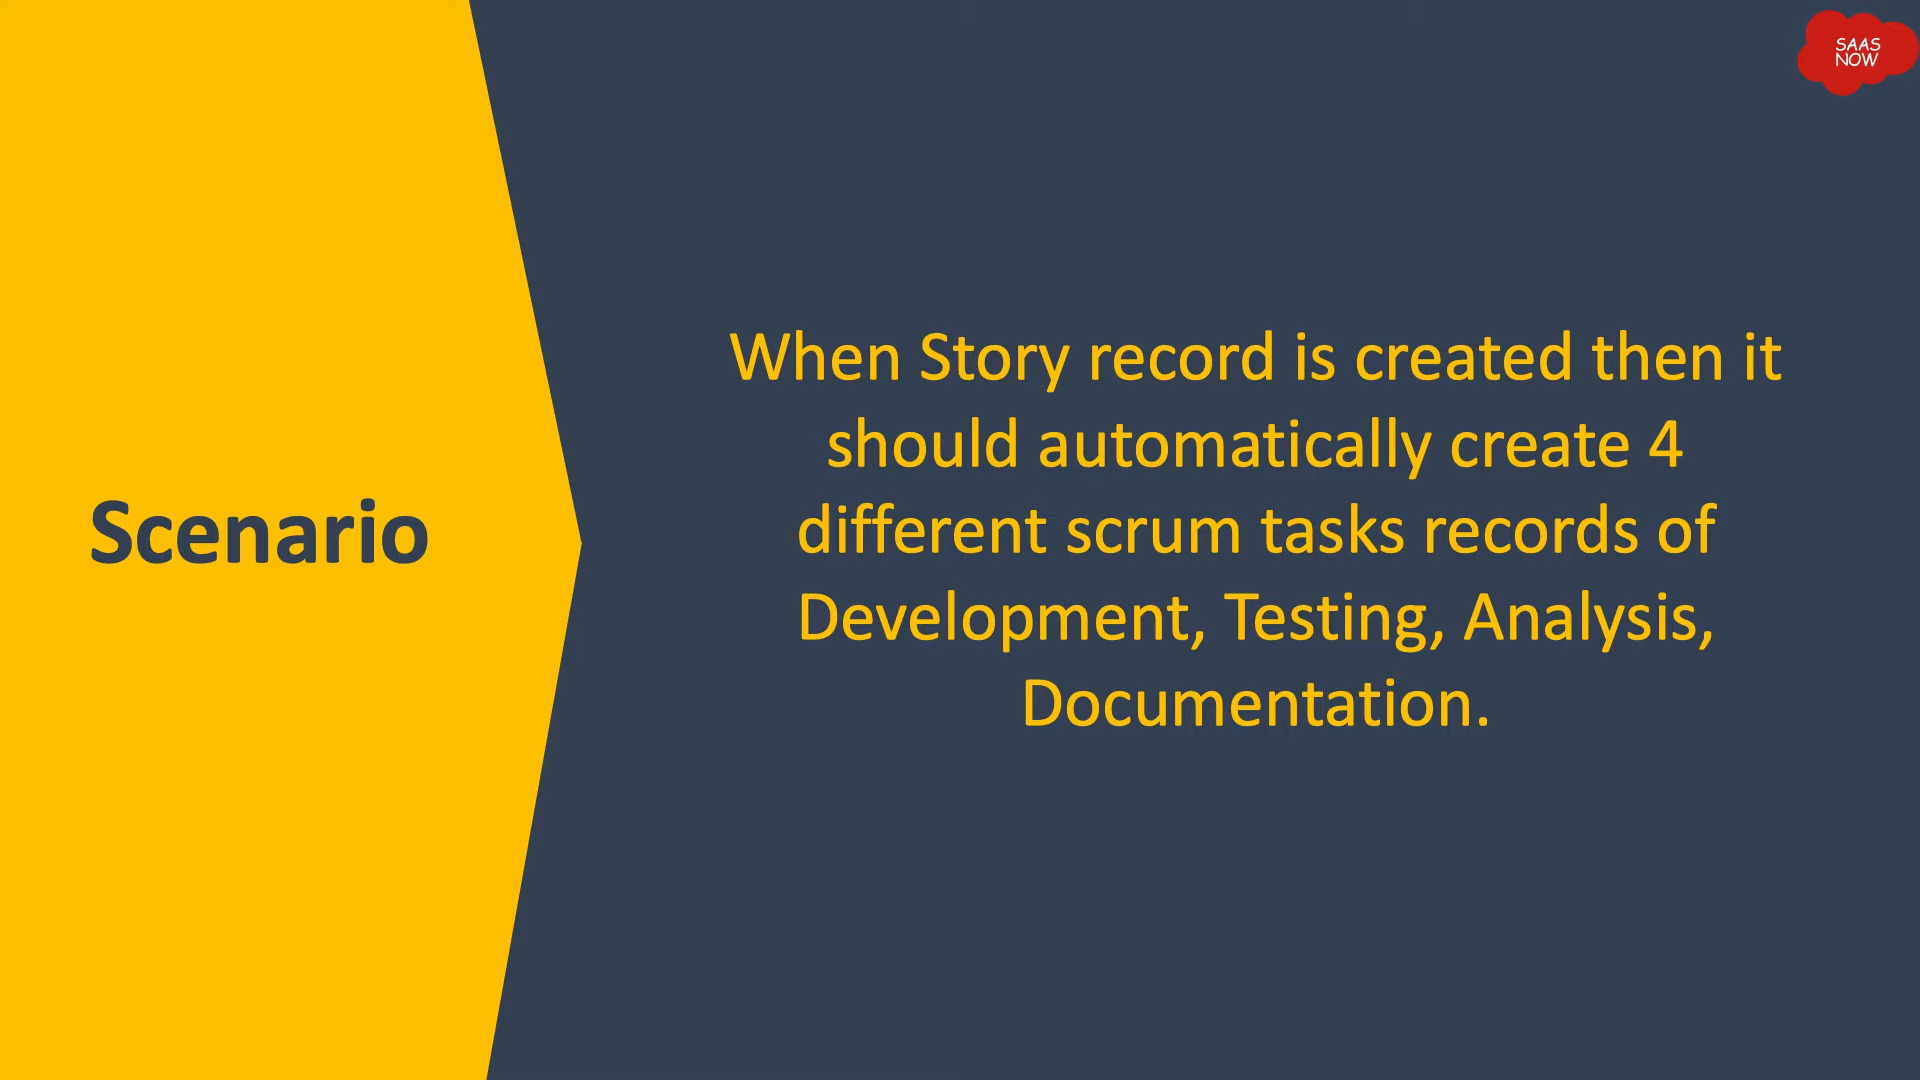 SAAS
NOW
Scenario
When Story record is created then it
should automatically create 4
different scrum tasks records of
Development, Testing, Analysis,
Documentation.